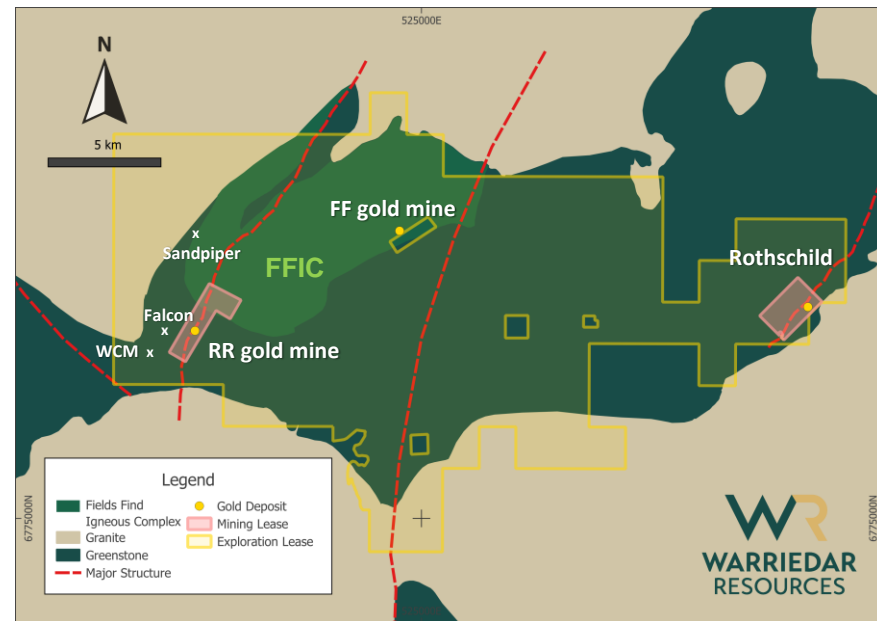 525000E
N
5 km
FF gold mine
Sandpiper
FFIC
Rothschild
Falcon
WCM
RR gold mine
Legend
Fields Find
Igneous Complex
Granite
Greenstone
Major Structure
Gold Deposit
Mining Lease
Exploration Lease
6775000N
6775000N
WR
WARRIEDAR
RESOURCES
x
x
x